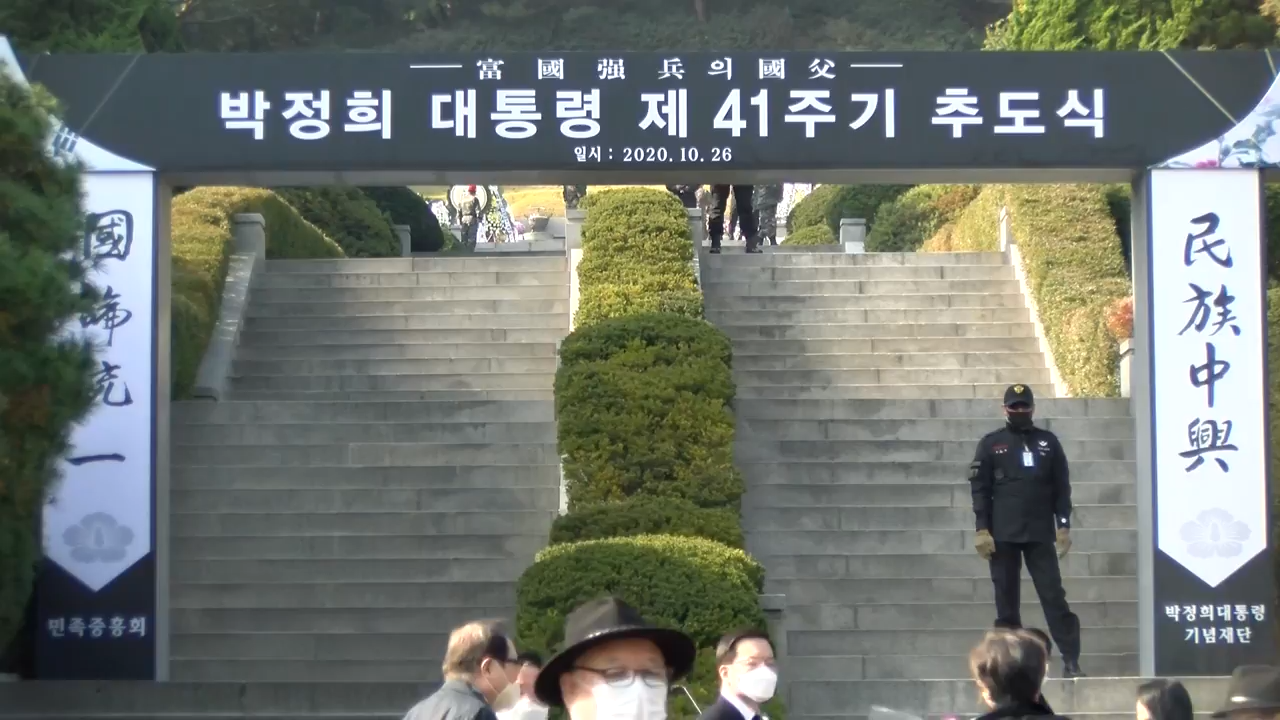 富國强兵의國父
박정희 대통령 제 41주기 추도식
일시 : 2020. 10. 26
國
統
一
민족중흥회
民
族
中
興
박정희대통령
기념재단